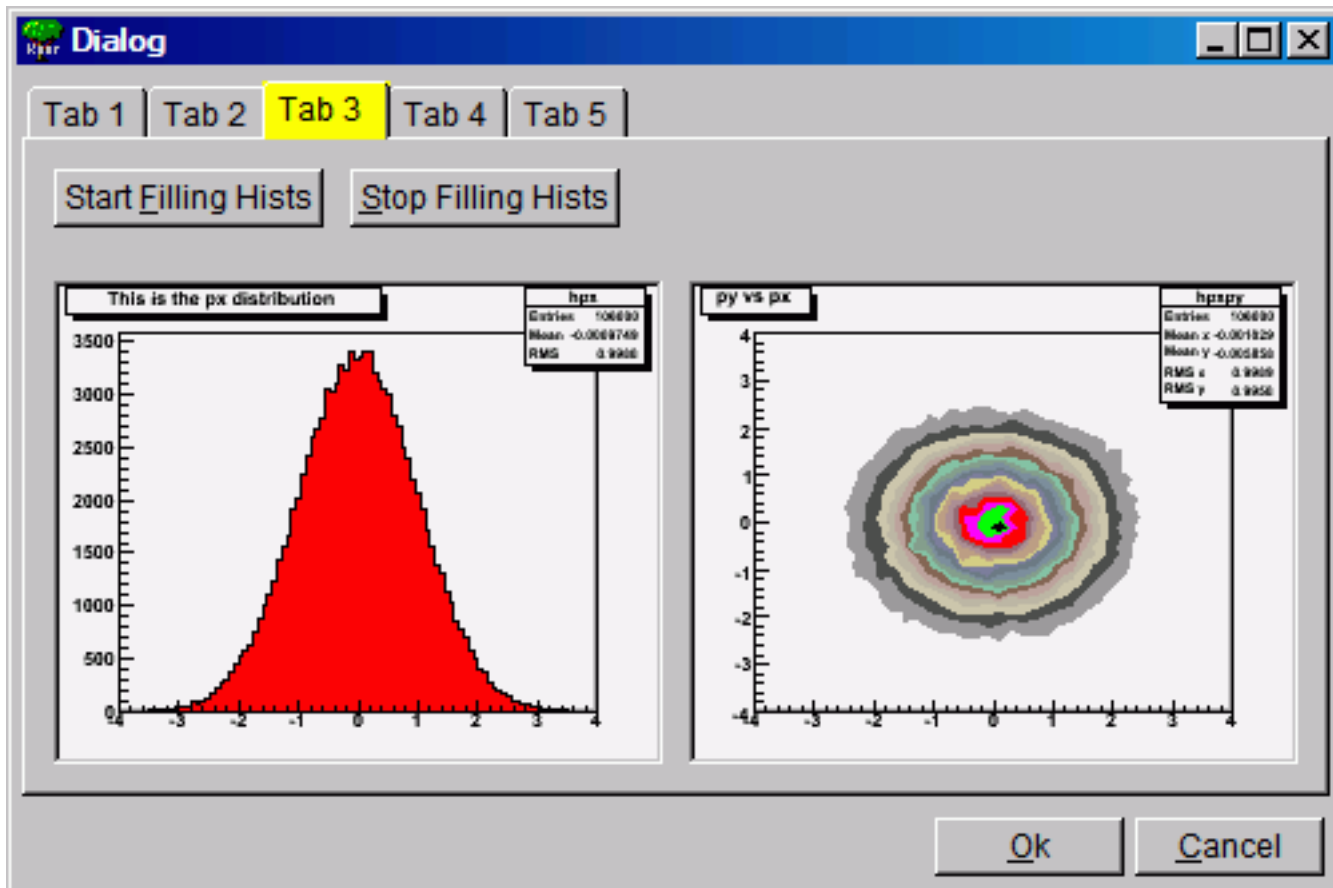 Dialog
Tab 1
Tab 2
Tab 3
Tab 4
Tab 5
Start Filling Hists
Stop Filling Hists
This is the px distribution
hpx
Entries
Mean
RMS
3500
3000
2500
2000
1500
1000
500
0
-4 -3 -2 -1 0 1 2 3 4
py vs px
hpxpy
Entries
Mean x
Mean y
RMS x
RMS y
4
3
2
1
0
-1
-2
-3
-4
-4 -3 -2 -1 0 1 2 3 4
Ok
Cancel